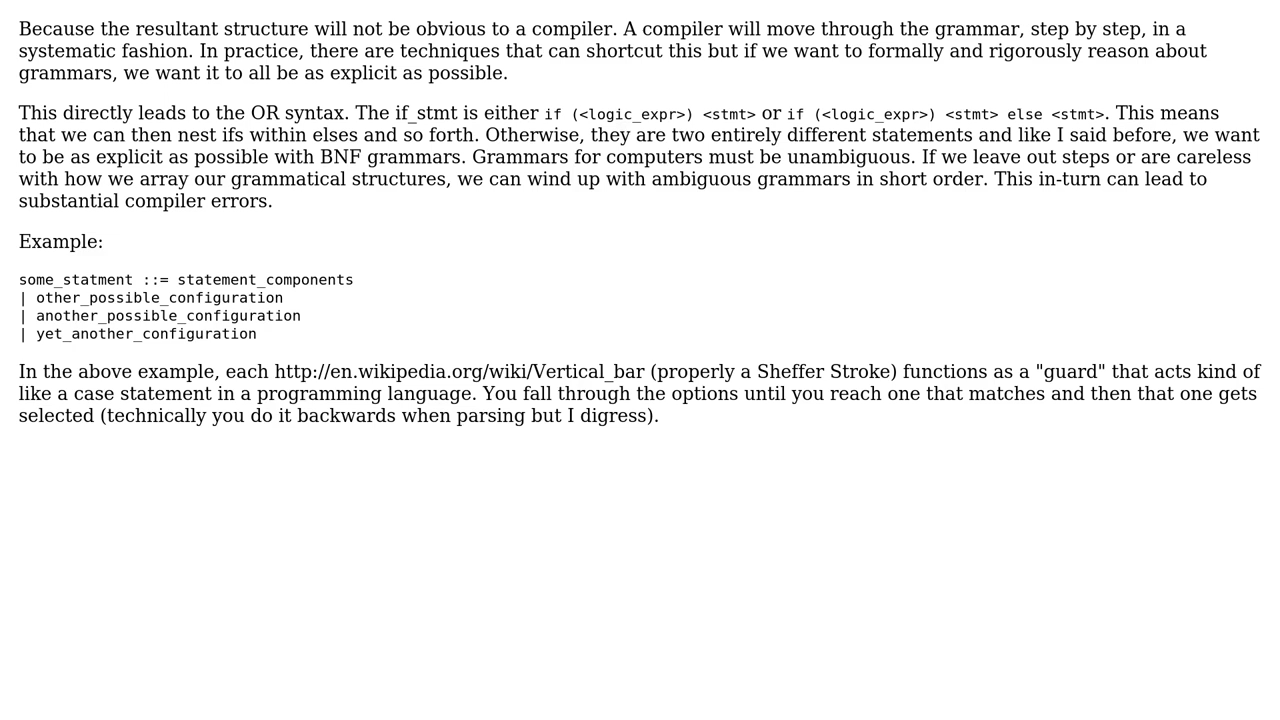 Because the resultant structure will not be obvious to a compiler. A compiler will move through the grammar, step by step, in a
systematic fashion. In practice, there are techniques that can shortcut this but if we want to formally and rigorously reason about
grammars, we want it to all be as explicit as possible.
This directly leads to the OR syntax. The if_stmt is either if (<logic_expr>) <stmt> or if (<logic_expr>) <stmt> else <stmt>. This means
that we can then nest ifs within elses and so forth. Otherwise, they are two entirely different statements and like I said before, we want
to be as explicit as possible with BNF grammars. Grammars for computers must be unambiguous. If we leave out steps or are careless
with how we array our grammatical structures, we can wind up with ambiguous grammars in short order. This in-turn can lead to
substantial compiler errors.
Example:
some_statment ::= statement_components
| other_possible_configuration
| another_possible_configuration
| yet_another_configuration
In the above example, each http://en.wikipedia.org/wiki/Vertical_bar (properly a Sheffer Stroke) functions as a "guard" that acts kind of
like a case statement in a programming language. You fall through the options until you reach one that matches and then that one gets
selected (technically you do it backwards when parsing but I digress).